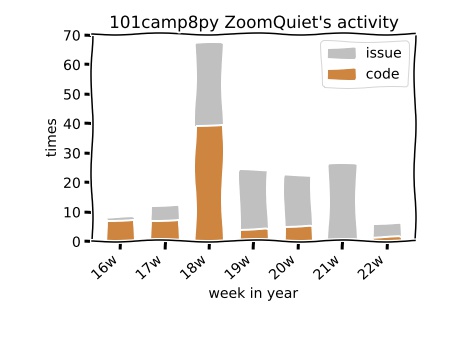 101camp8py ZoomQuiet's activity
issue
code
times
70
60
50
40
30
20
10
0
16w
17w
18w
19w
20w
21w
22w
week in year